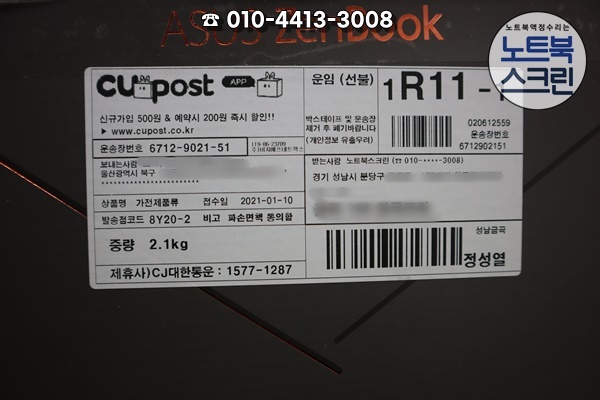 ☎ 010-4413-3008
ASUS ZenBook
노트북액정수리는
노트북
스크린
CUpost APP
신규가입 500원 & 예약시 200원 즉시 할인!!
▶ www.cupost.co.kr
운송장번호 6712-9021-51
보내는사람
울산광역시 북구
**********************
상품명 가전제품류 접수일 2021-01-10
발송점코드 8Y20-2 비고 파손면책 동의함
중량 2.1kg
제휴사)CJ대한통운 : 1577-1287
운임 (선불)
1R11 -
박스테이프 및 운송장
제거 후 폐기바랍니다
(개인정보 유출우려)
020612559
운송장번호
6712902151
받는사람 노트북스크린 (☎ 010-****-3008)
경기 성남시 분당구
성남금곡
정성열